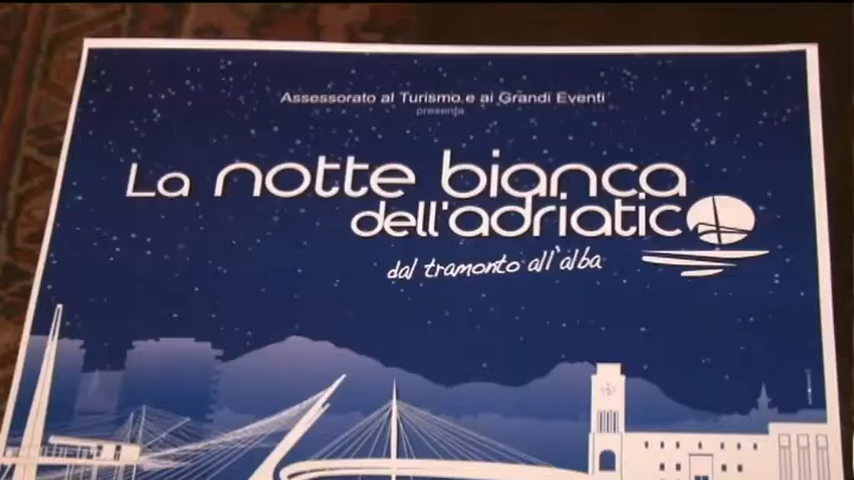 Assessorato al Turismo e ai Grandi Eventi
presenta
La notte bianca
dell'adriatico
dal tramonto all'alba